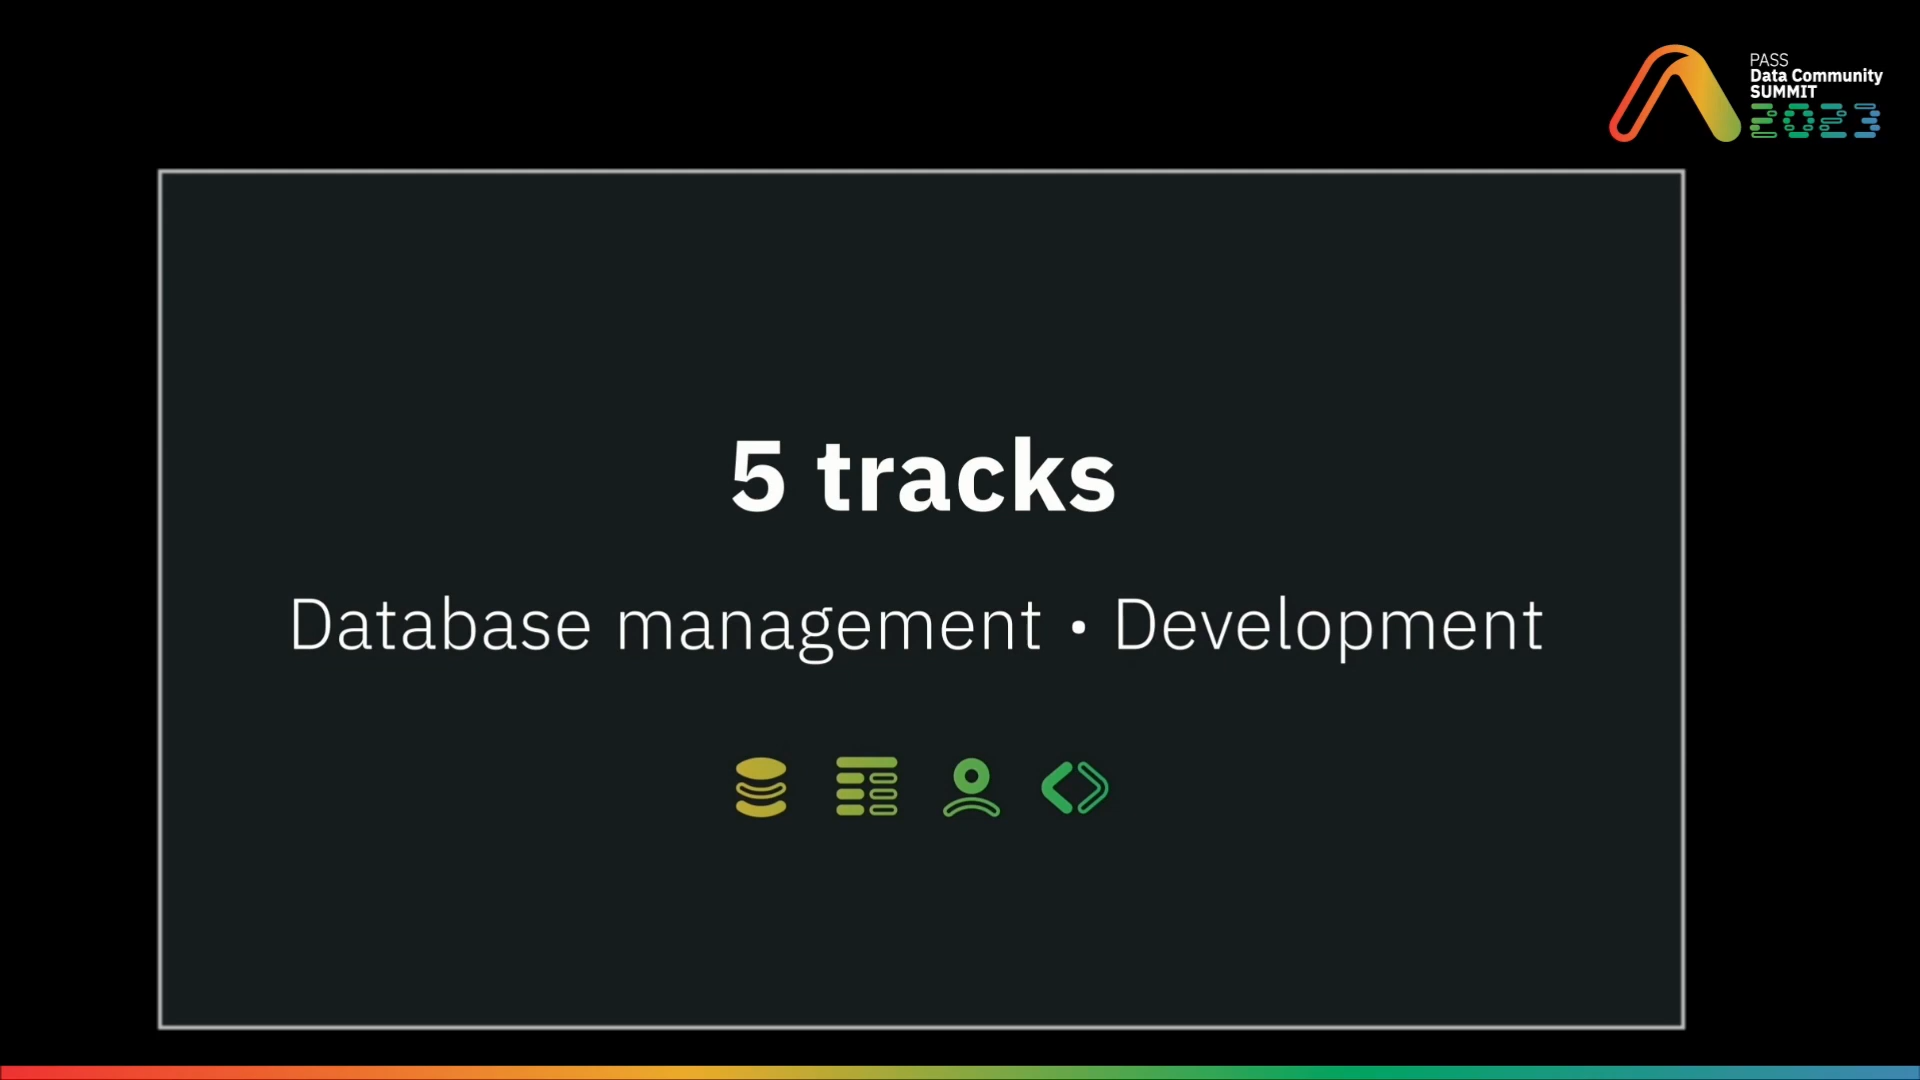 PASS
Data Community
SUMMIT
2023
5 tracks
Database management • Development